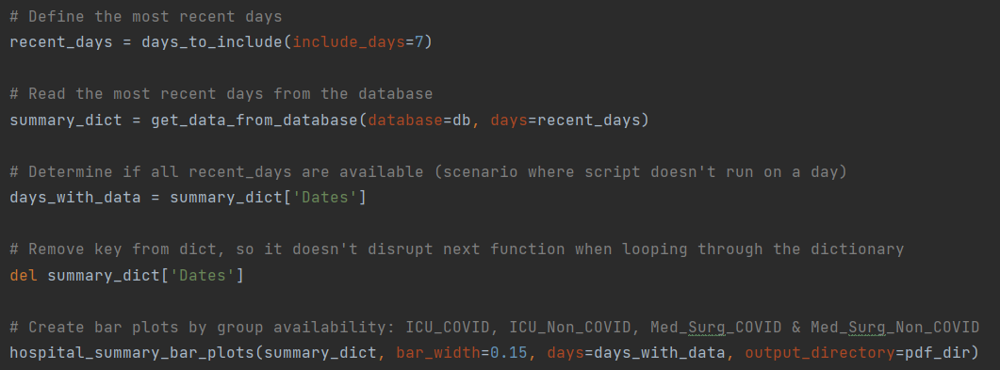 # Define the most recent days
recent_days = days_to_include(include_days=7)
# Read the most recent days from the database
summary_dict = get_data_from_database(database=db, days=recent_days)
# Determine if all recent_days are available (scenario where script doesn't run on a day)
days_with_data = summary_dict['Dates']
# Remove key from dict, so it doesn't disrupt next function when looping through the dictionary
del summary_dict['Dates']
# Create bar plots by group availability: ICU_COVID, ICU_Non_COVID, Med_Surg_COVID & Med_Surg_Non_COVID
hospital_summary_bar_plots(summary_dict, bar_width=0.15, days=days_with_data, output_directory=pdf_dir)